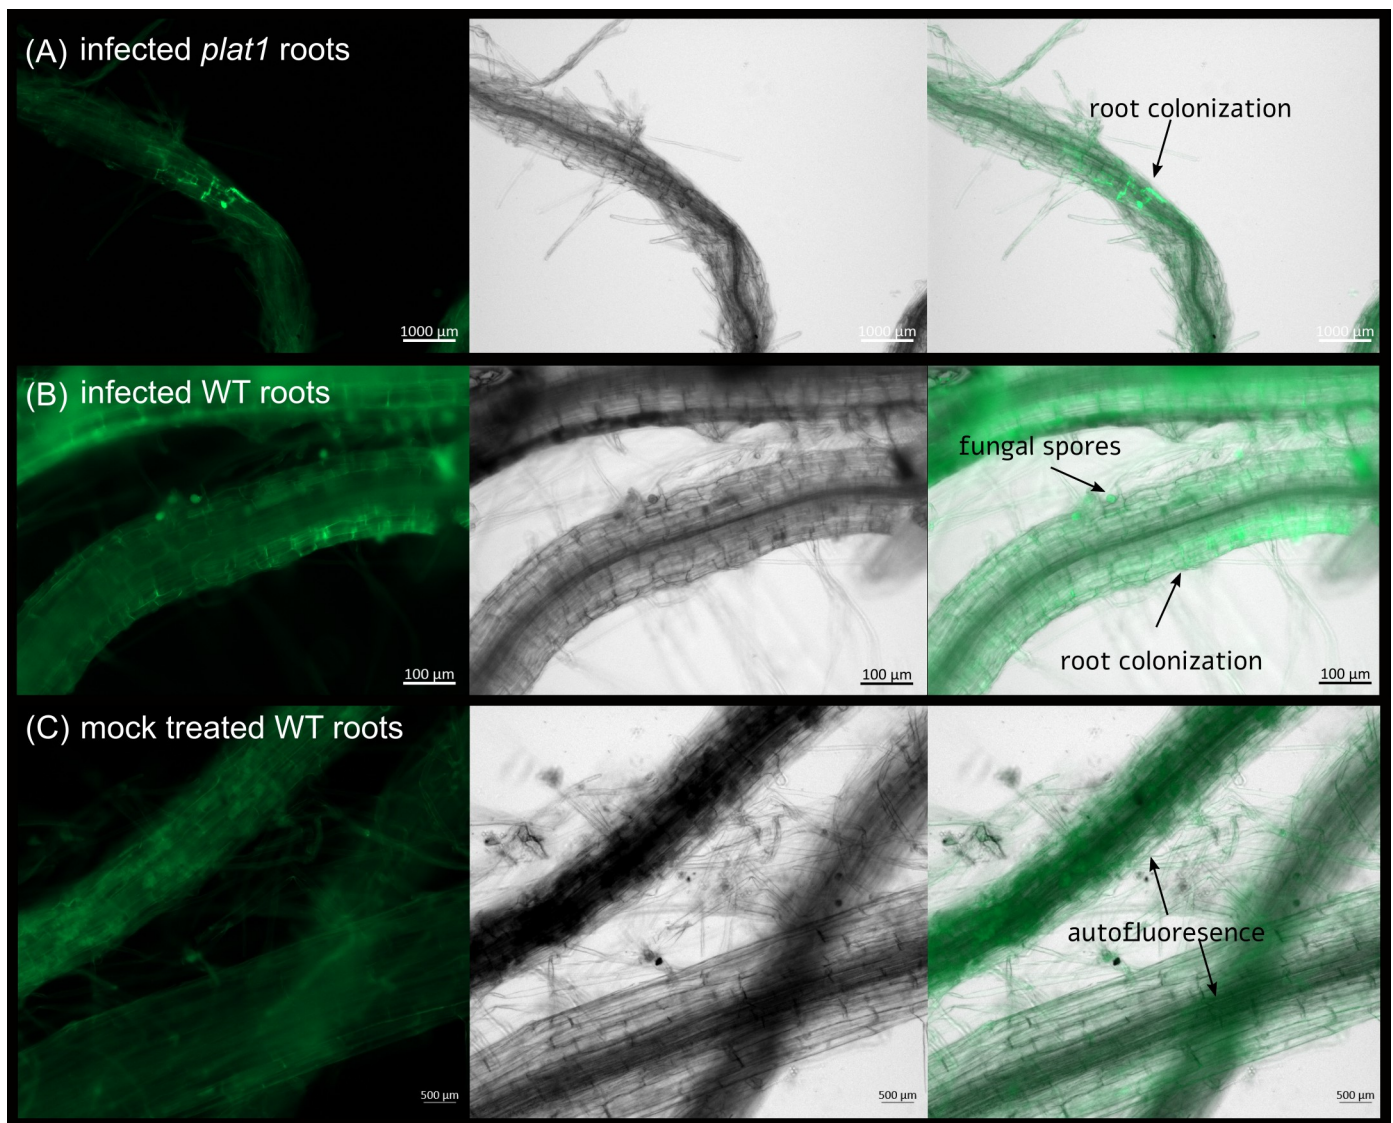 (A) infected plat1 roots
root colonization
1000 µm
1000 µm
1000 µm
(B) infected WT roots
fungal spores
root colonization
100 µm
100 µm
100 µm
(C) mock treated WT roots
autofluoresence
500 µm
500 µm
500 µm